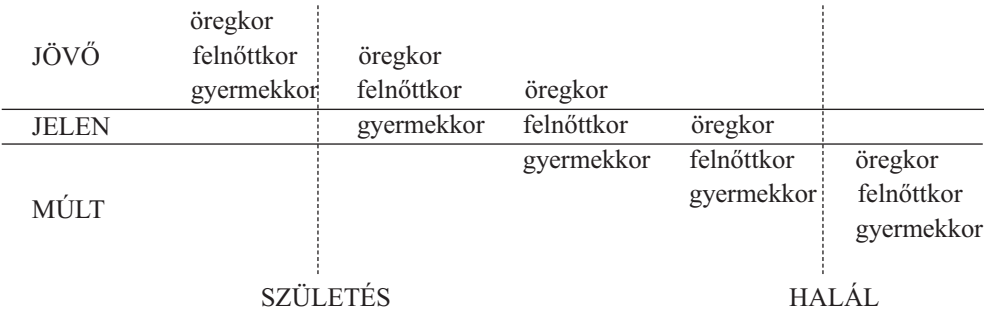 öregkor
JÖVŐ felnőttkor öregkor
gyermekkor felnőttkor öregkor
JELEN gyermekkor felnőttkor öregkor
gyermekkor felnőttkor öregkor
MÚLT gyermekkor felnőttkor
gyermekkor
SZÜLETÉS HALÁL